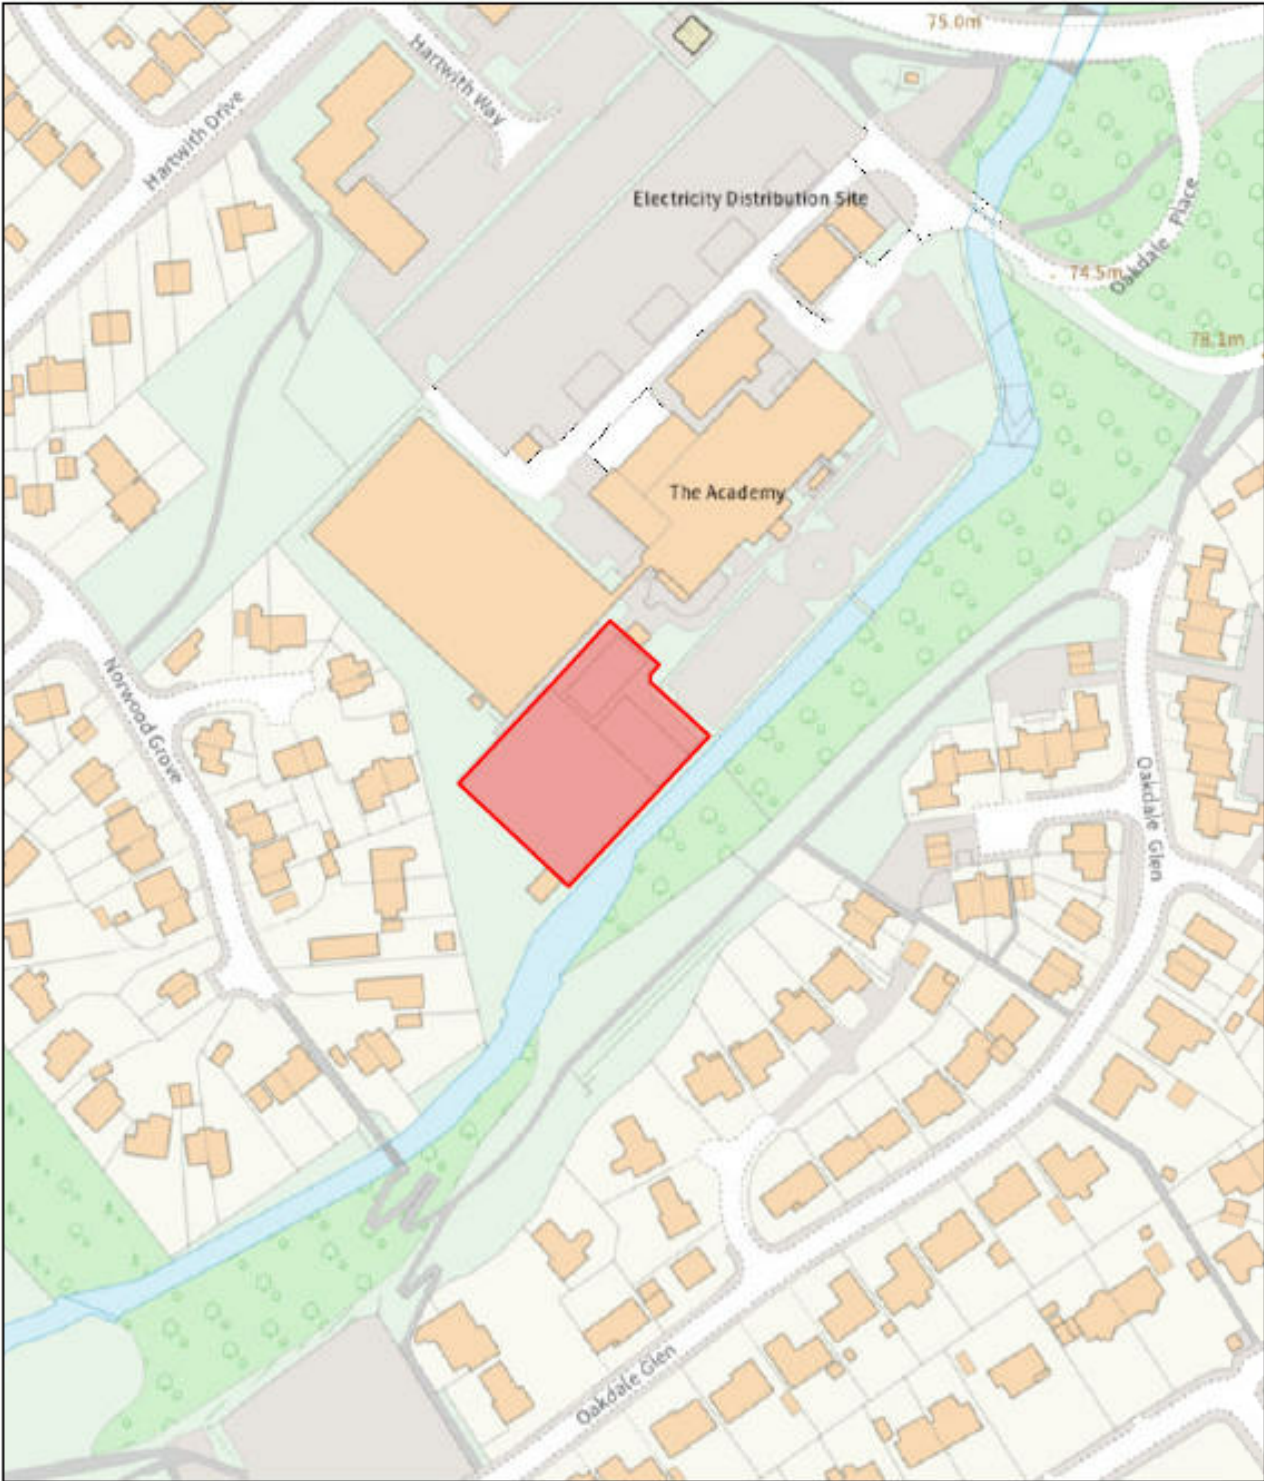 75.0m
Hartwith Way
Hartwith Drive
Electricity Distribution Site
Oakdale Place
74.5m
78.1m
The Academy
Norwood Grove
Oakdale Glen
Oakdale Glen